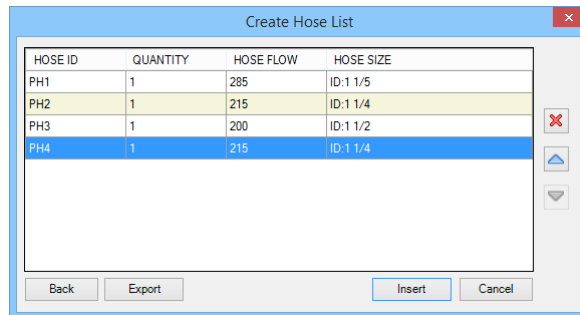 Create Hose List
HOSE ID QUANTITY HOSE FLOW HOSE SIZE
PH1 1 285 ID:1 1/5
PH2 1 215 ID:1 1/4
PH3 1 200 ID:1 1/2
PH4 1 215 ID:1 1/4
Back Export Insert Cancel